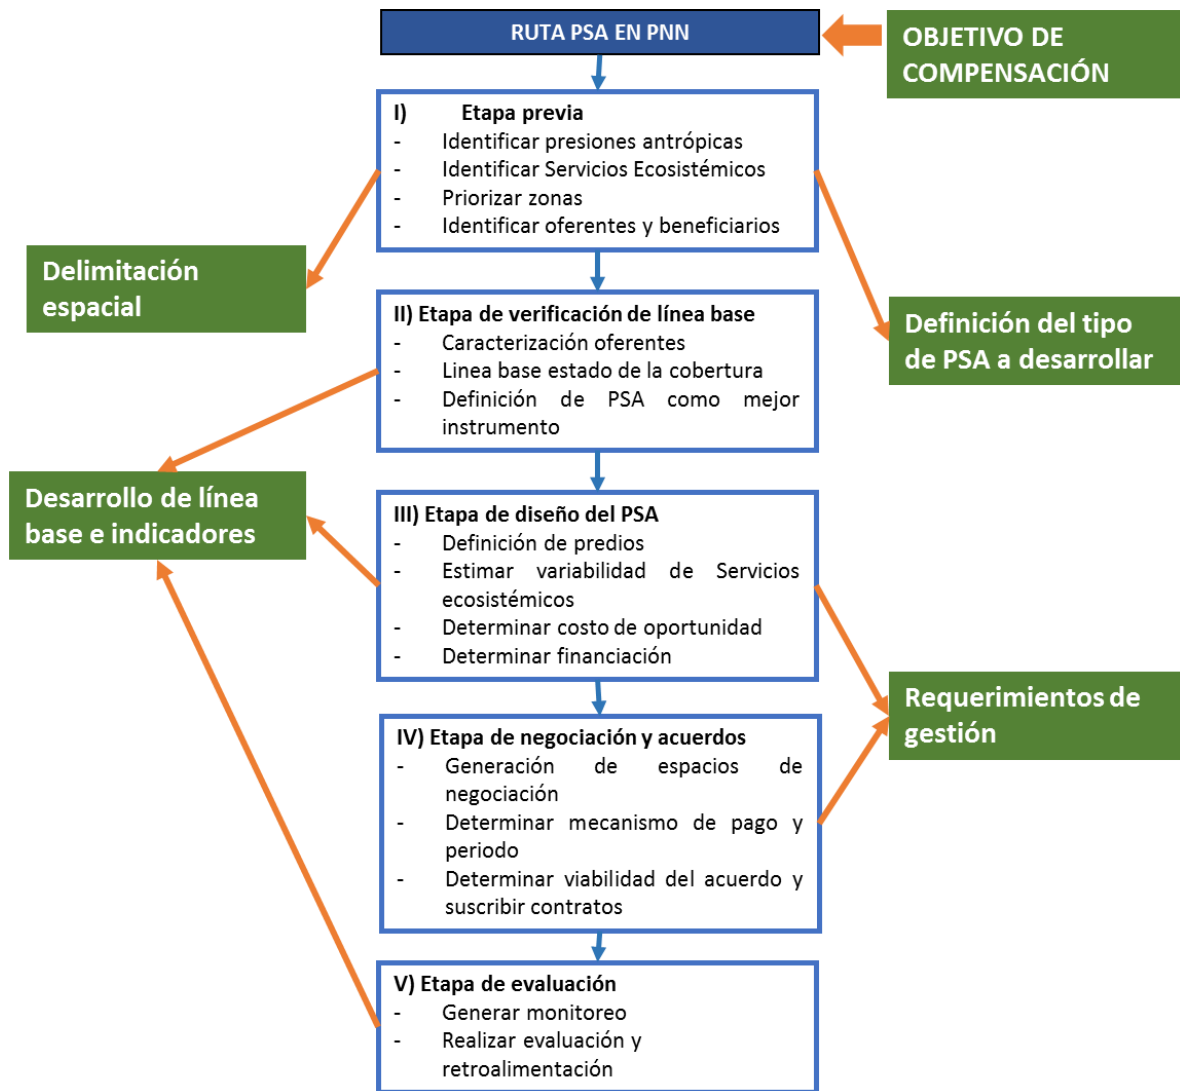 RUTA PSA EN PNN
OBJETIVO DE
COMPENSACIÓN
I) Etapa previa
- Identificar presiones antrópicas
- Identificar Servicios Ecosistémicos
- Priorizar zonas
- Identificar oferentes y beneficiarios
Delimitación
espacial
Definición del tipo
de PSA a desarrollar
II) Etapa de verificación de línea base
- Caracterización oferentes
- Linea base estado de la cobertura
- Definición de PSA como mejor
instrumento
Desarrollo de línea
base e indicadores
III) Etapa de diseño del PSA
- Definición de predios
- Estimar variabilidad de Servicios
ecosistémicos
- Determinar costo de oportunidad
- Determinar financiación
Requerimientos de
gestión
IV) Etapa de negociación y acuerdos
- Generación de espacios de
negociación
- Determinar mecanismo de pago y
periodo
- Determinar viabilidad del acuerdo y
suscribir contratos
V) Etapa de evaluación
- Generar monitoreo
- Realizar evaluación y
retroalimentación